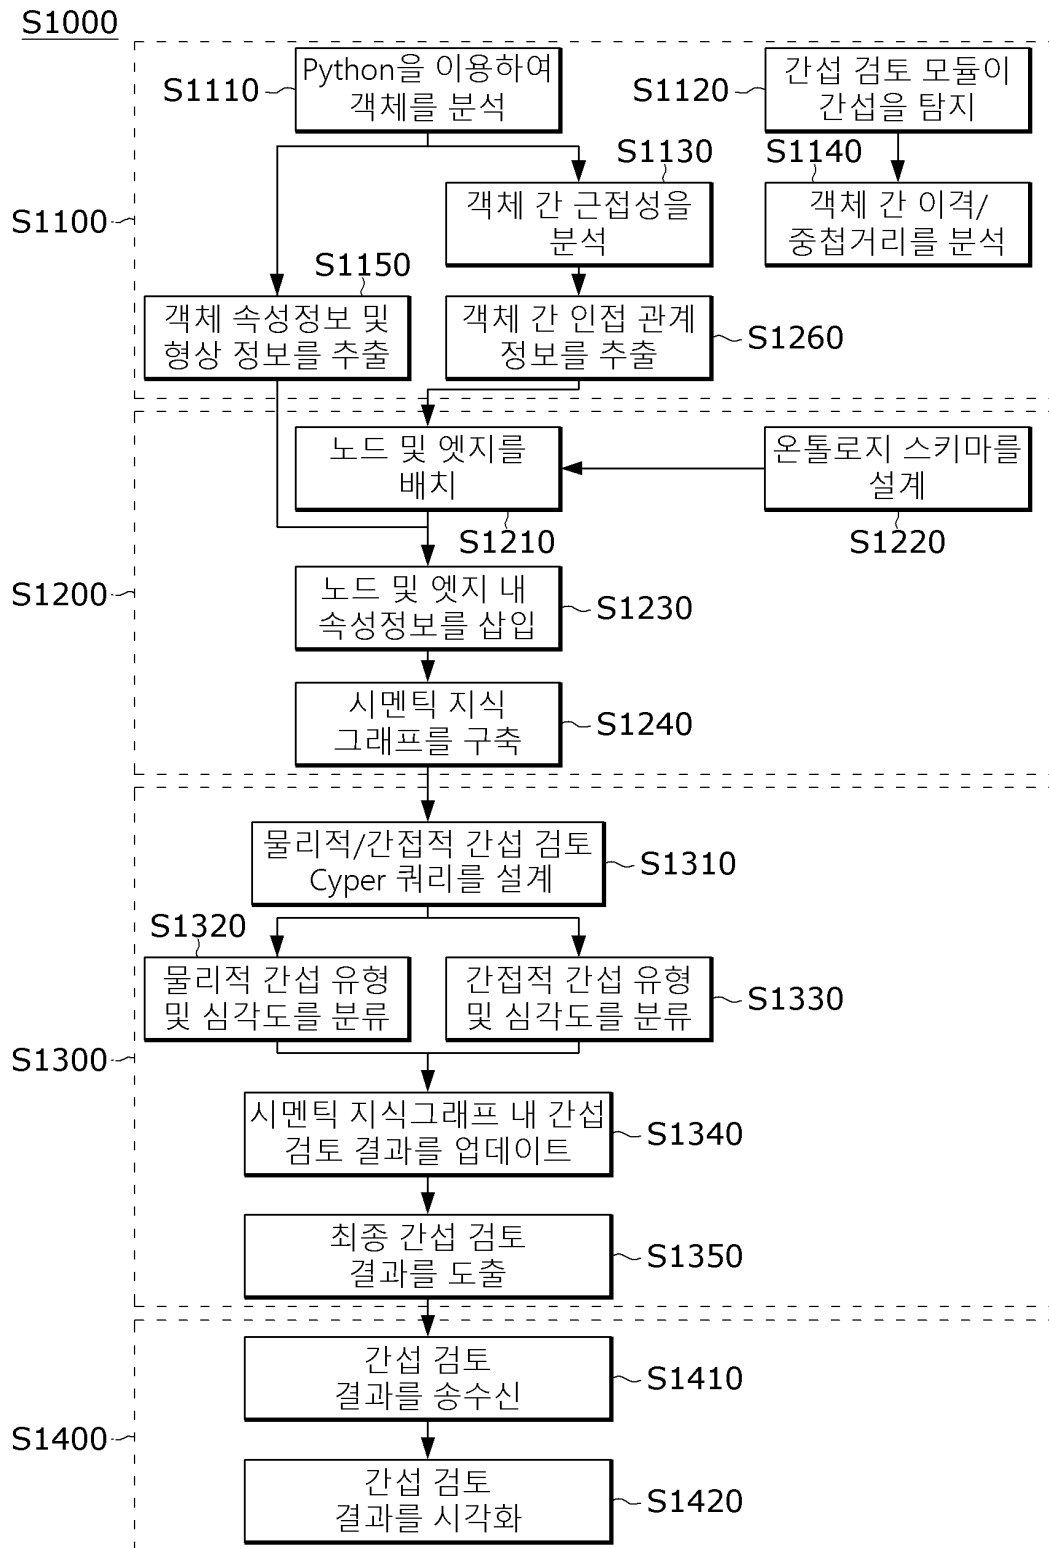 S1000
Python을 이용하여
객체를 분석
S1110
간섭 검토 모듈이
간섭을 탐지
S1120
S1130
S1140
객체 간 근접성을
분석
객체 간 이격/
중첩거리를 분석
S1100
S1150
객체 속성정보 및
형상 정보를 추출
객체 간 인접 관계
정보를 추출
S1260
노드 및 엣지를
배치
온톨로지 스키마를
설계
S1210
S1220
노드 및 엣지 내
속성정보를 삽입
S1230
S1200
시멘틱 지식
그래프를 구축
S1240
물리적/간접적 간섭 검토
Cyper 쿼리를 설계
S1310
S1320
물리적 간섭 유형
및 심각도를 분류
간접적 간섭 유형
및 심각도를 분류
S1330
S1300
시멘틱 지식그래프 내 간섭
검토 결과를 업데이트
S1340
최종 간섭 검토
결과를 도출
S1350
간섭 검토
결과를 송수신
S1410
S1400
간섭 검토
결과를 시각화
S1420